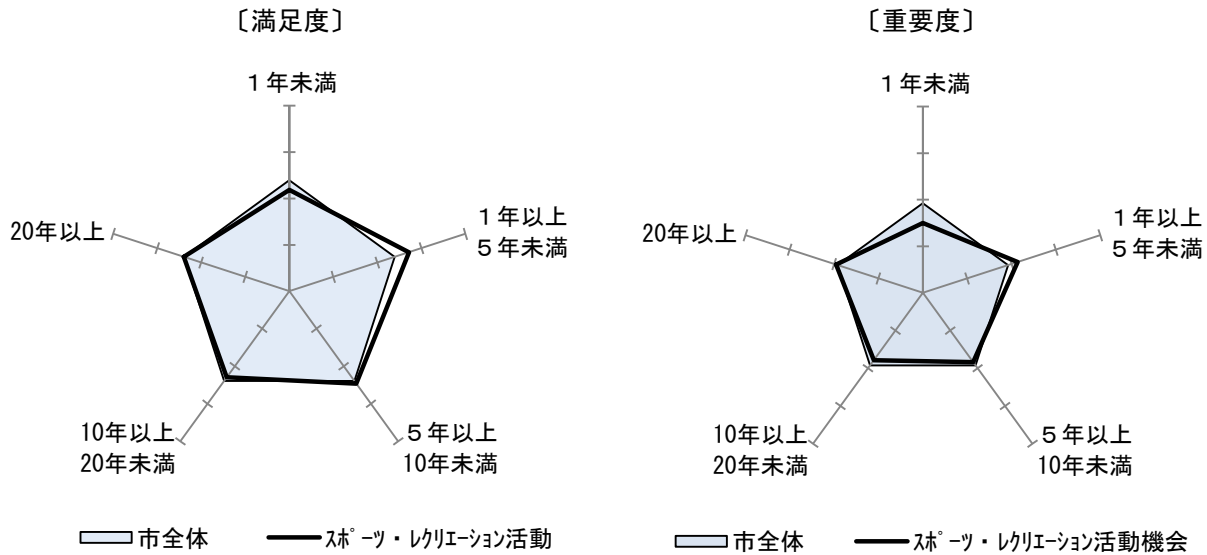 〔満足度〕
１年未満
１年以上
５年未満
５年以上
10年未満
10年以上
20年未満
20年以上
市全体
ｽﾎﾟｰﾂ・ﾚｸﾘｴｰｼｮﾝ活動
〔重要度〕
１年未満
１年以上
５年未満
５年以上
10年未満
10年以上
20年未満
20年以上
市全体
ｽﾎﾟｰﾂ・ﾚｸﾘｴｰｼｮﾝ活動機会